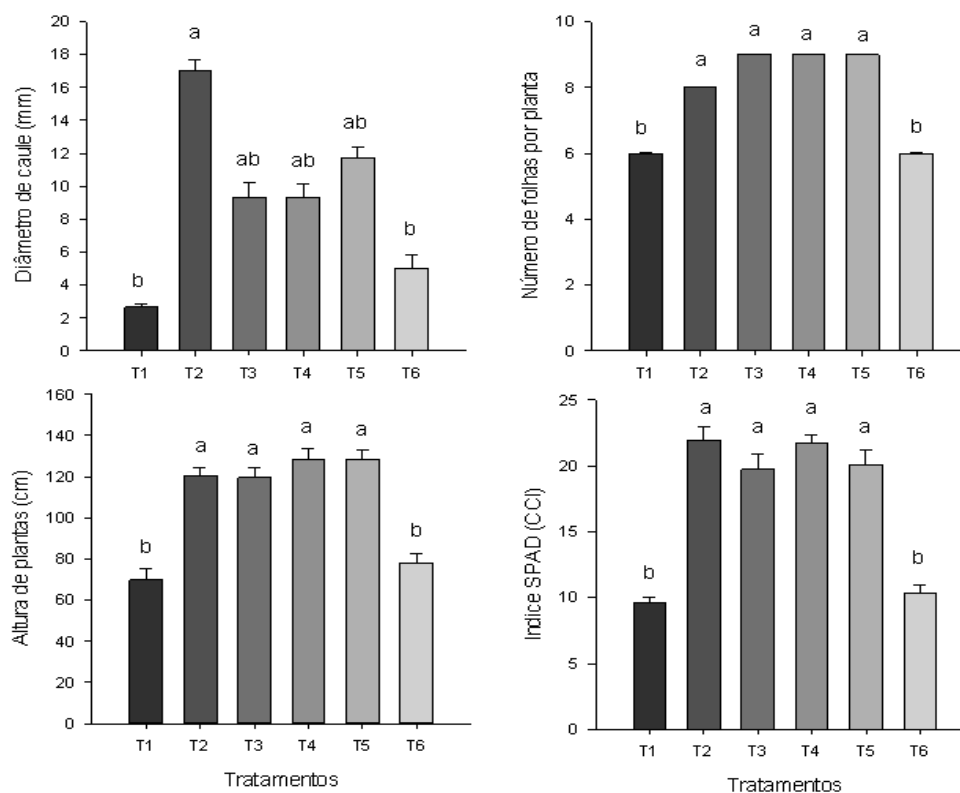 Diâmetro de caule (mm)
20
18
16
14
12
10
8
6
4
2
0
b
a
ab
ab
ab
b
T1 T2 T3 T4 T5 T6
Número de folhas por planta
10
8
6
4
2
0
b
a
a
a
a
b
T1 T2 T3 T4 T5 T6
Altura de plantas (cm)
160
140
120
100
80
60
40
20
0
b
a
a
a
a
b
T1 T2 T3 T4 T5 T6
Tratamentos
Indice SPAD (CCI)
25
20
15
10
5
0
b
a
a
a
a
b
T1 T2 T3 T4 T5 T6
Tratamentos